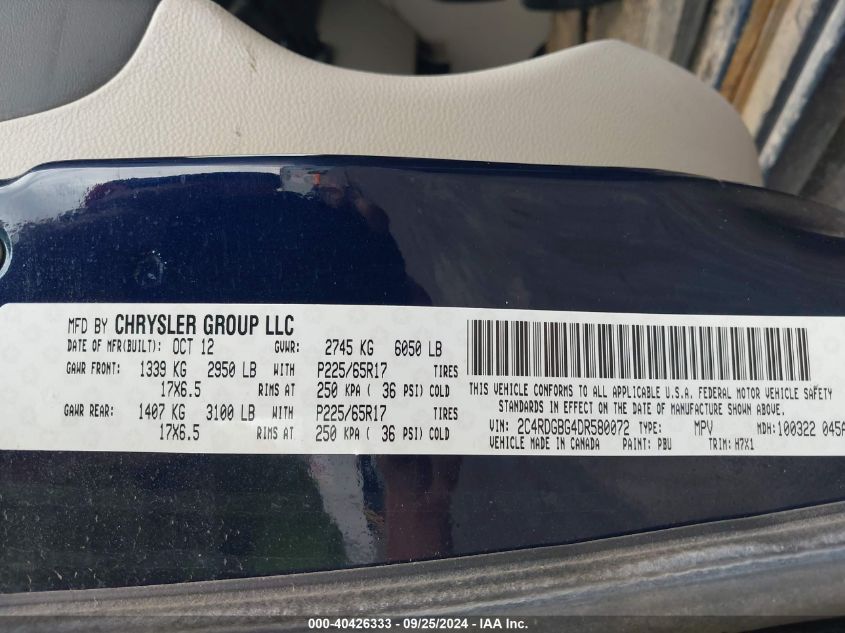 MFD BY CHRYSLER GROUP LLC
DATE OF MFR(BUILT): OCT 12 GVWR: 2745 KG 6050 LB
GAWR FRONT: 1339 KG 2950 LB WITH P225/65R17 TIRES
17X6.5 RIMS AT 250 KPA ( 36 PSI) COLD
GAWR REAR: 1407 KG 3100 LB WITH P225/65R17 TIRES
17X6.5 RIMS AT 250 KPA ( 36 PSI) COLD
THIS VEHICLE CONFORMS TO ALL APPLICABLE U.S.A. FEDERAL MOTOR VEHICLE SAFETY
STANDARDS IN EFFECT ON THE DATE OF MANUFACTURE SHOWN ABOVE.
VIN: 2C4RDGBG4DR580072 TYPE: MPV MDH: 100322 045A
VEHICLE MADE IN CANADA PAINT: PBU TRIM: H7X1
000-40426333 - 09/25/2024 - IAA Inc.